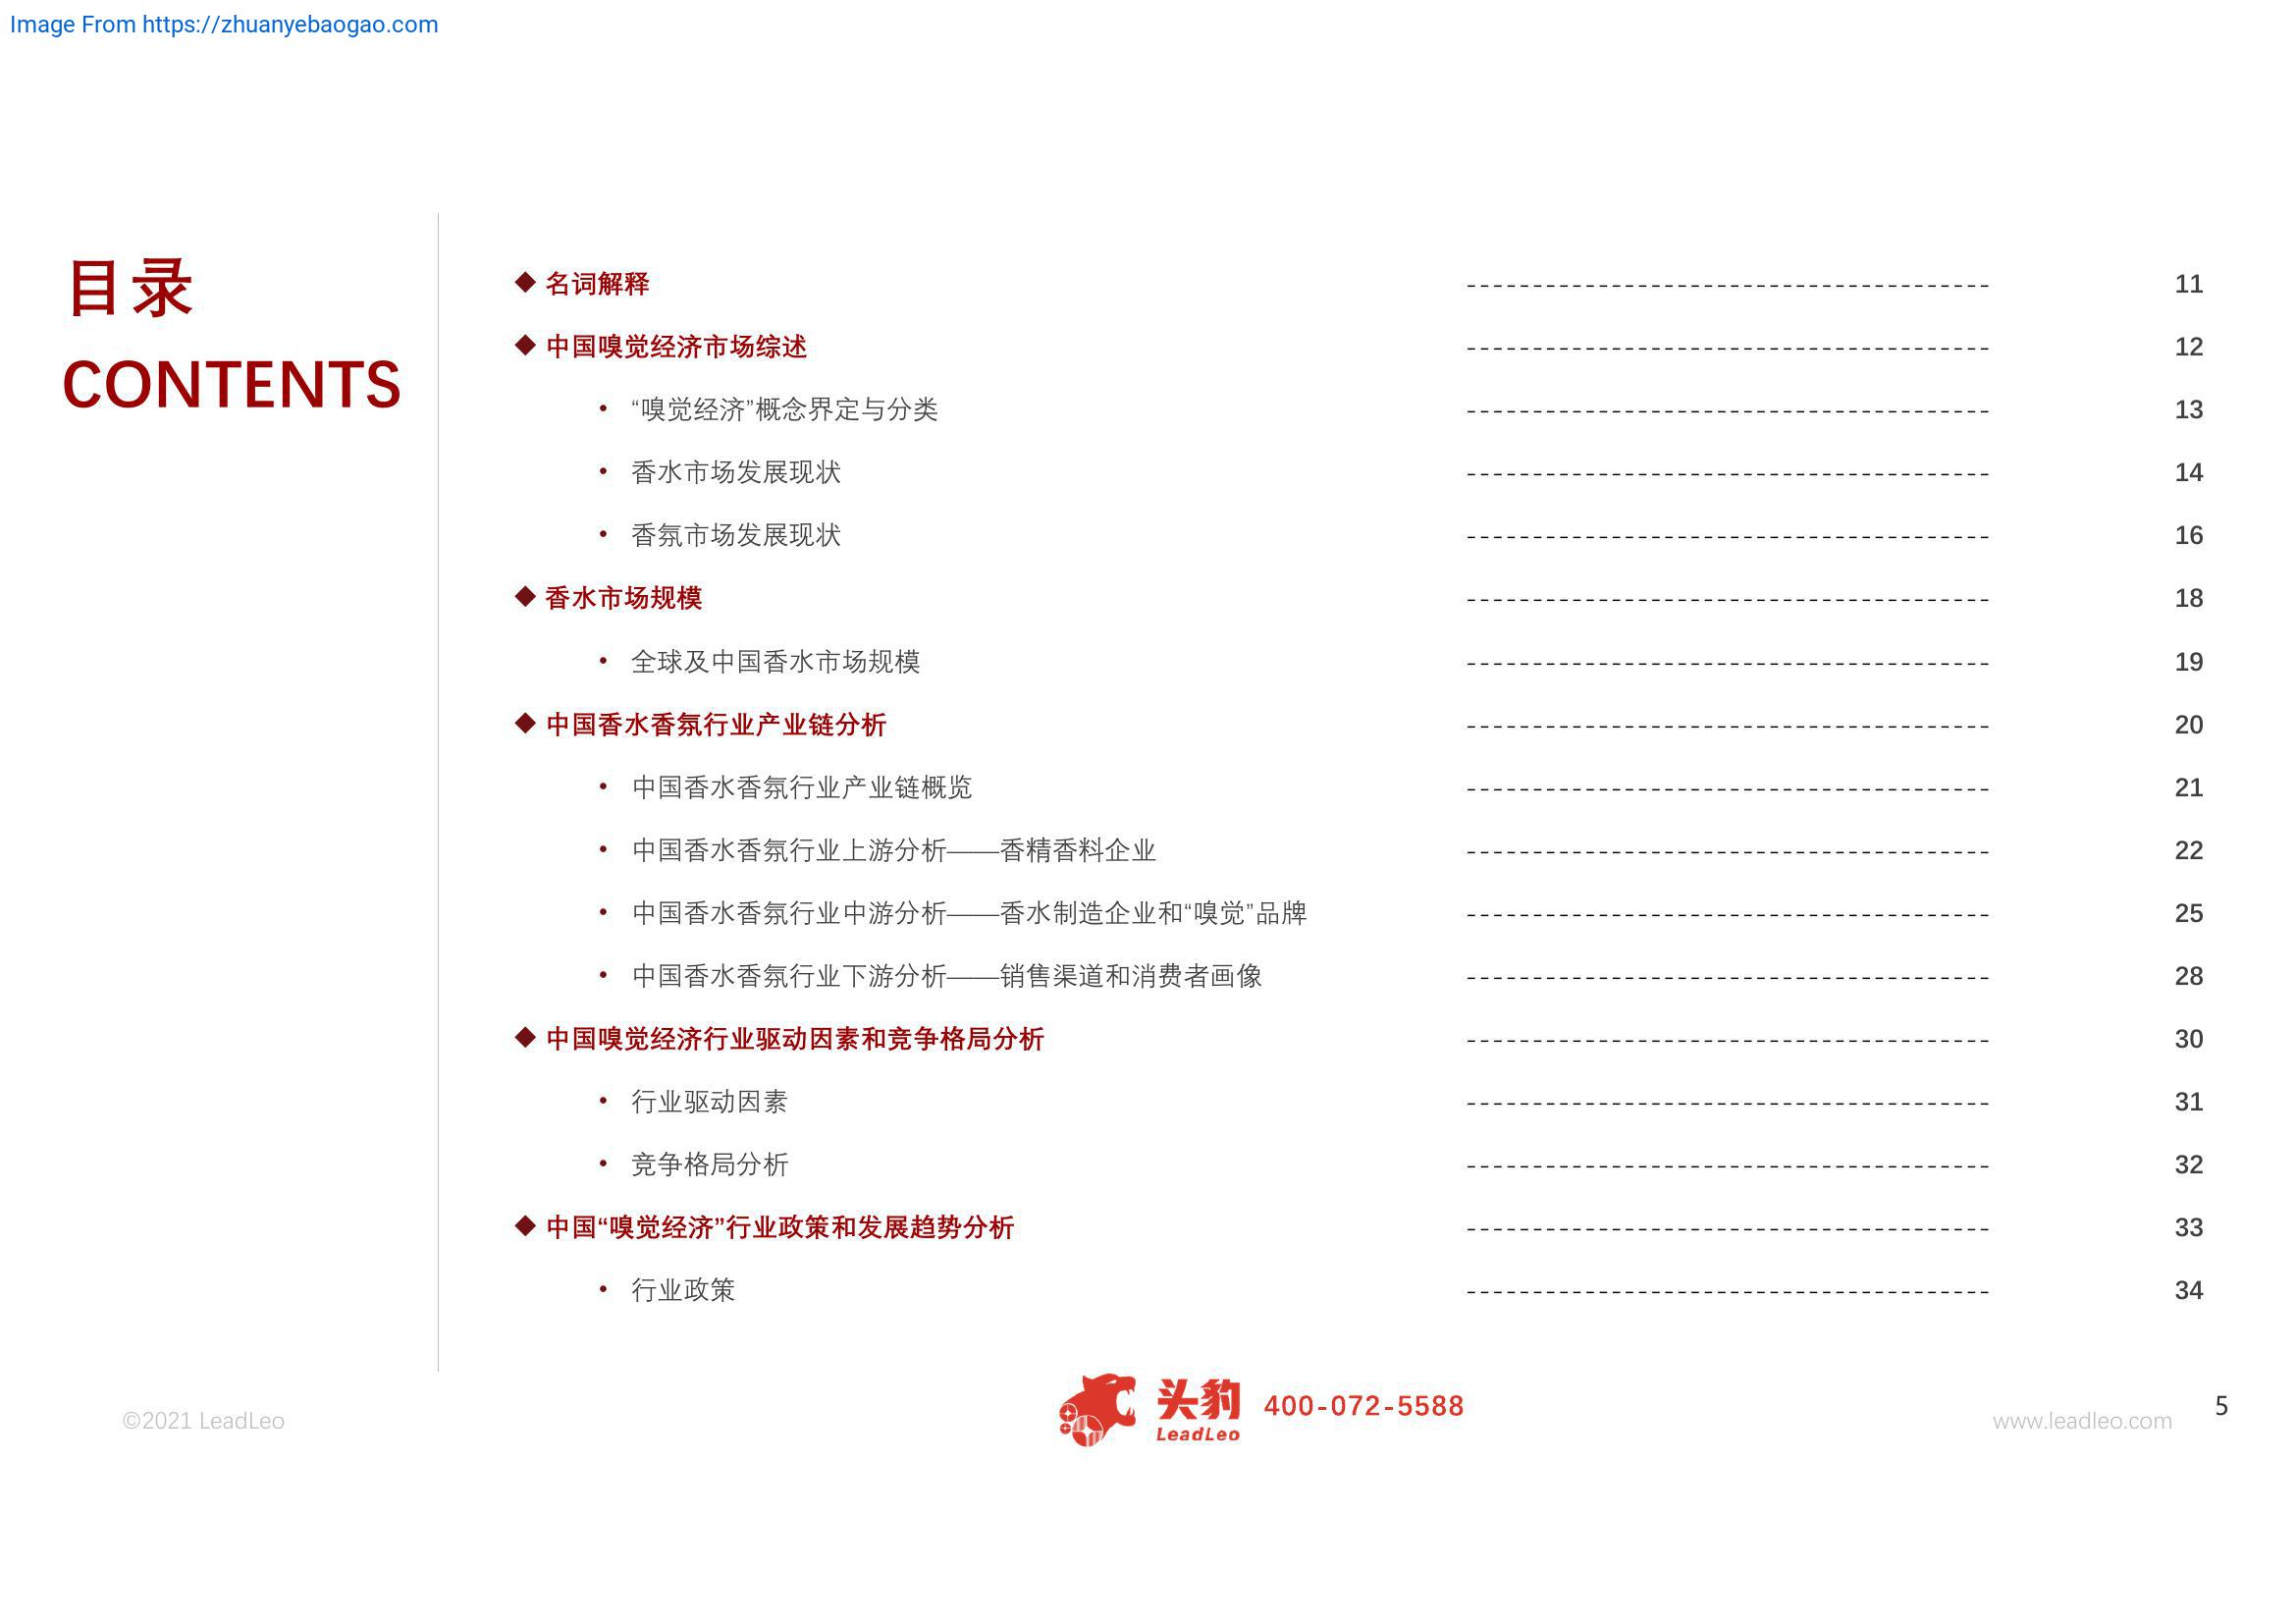 Image From https://zhuanyebaogao.com
目录
CONTENTS
◆ 名词解释 ---------------------------------------- 11
◆ 中国嗅觉经济市场综述 ---------------------------------------- 12
• “嗅觉经济”概念界定与分类 ---------------------------------------- 13
• 香水市场发展现状 ---------------------------------------- 14
• 香氛市场发展现状 ---------------------------------------- 16
◆ 香水市场规模 ---------------------------------------- 18
• 全球及中国香水市场规模 ---------------------------------------- 19
◆ 中国香水香氛行业产业链分析 ---------------------------------------- 20
• 中国香水香氛行业产业链概览 ---------------------------------------- 21
• 中国香水香氛行业上游分析——香精香料企业 ---------------------------------------- 22
• 中国香水香氛行业中游分析——香水制造企业和“嗅觉”品牌 ---------------------------------------- 25
• 中国香水香氛行业下游分析——销售渠道和消费者画像 ---------------------------------------- 28
◆ 中国嗅觉经济行业驱动因素和竞争格局分析 ---------------------------------------- 30
• 行业驱动因素 ---------------------------------------- 31
• 竞争格局分析 ---------------------------------------- 32
◆ 中国“嗅觉经济”行业政策和发展趋势分析 ---------------------------------------- 33
• 行业政策 ---------------------------------------- 34
©2021 LeadLeo
头豹
LeadLeo
400-072-5588
www.leadleo.com
5